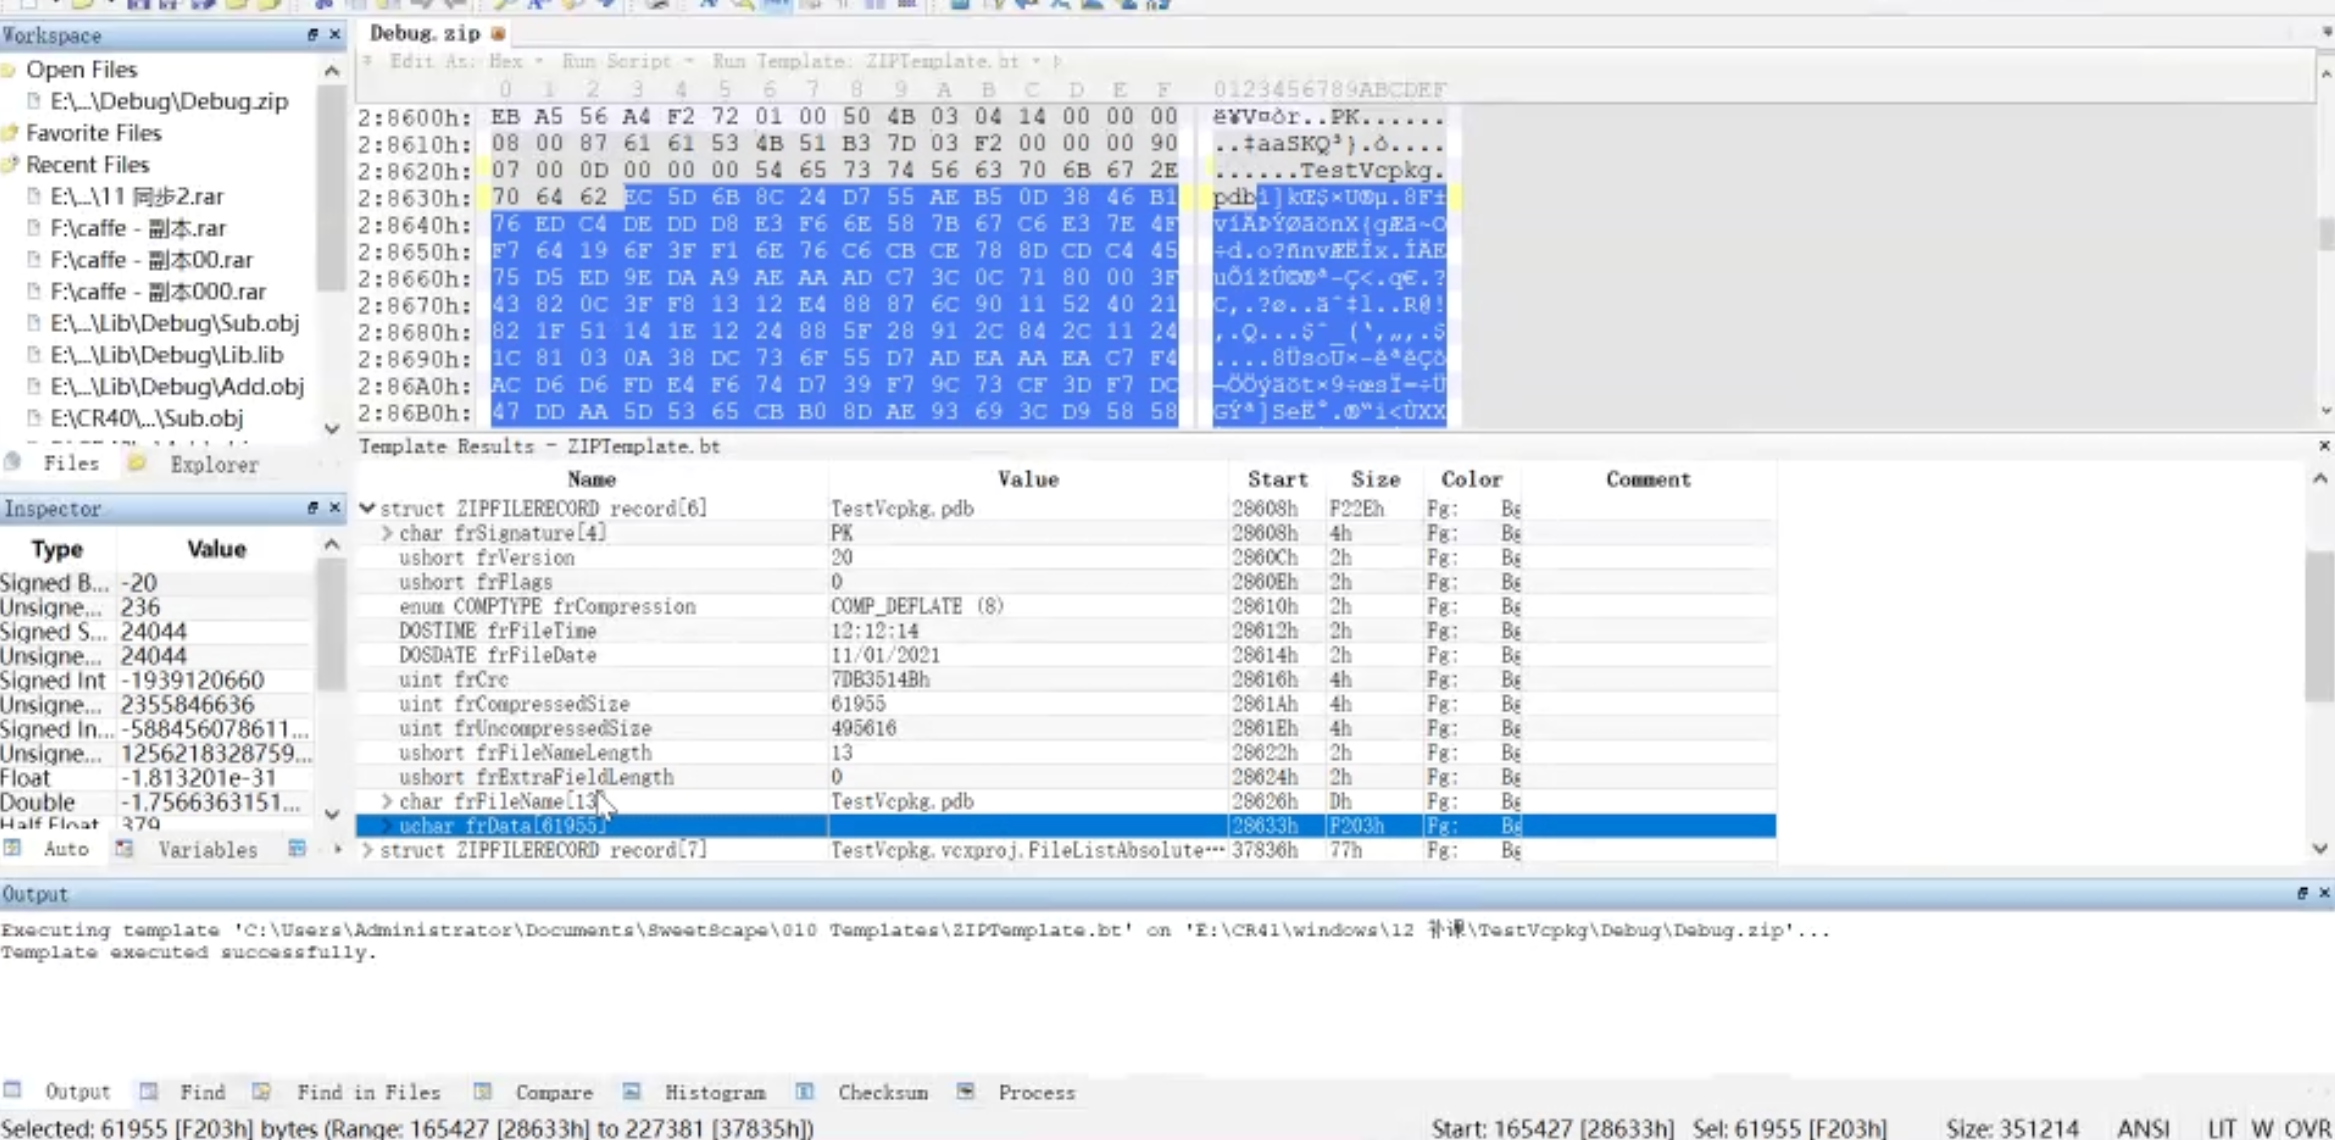 Workspace
Open Files
E:\...\Debug\Debug.zip
Favorite Files
Recent Files
E:\...\11 同步2.rar
F:\caffe - 副本.rar
F:\caffe - 副本00.rar
F:\caffe - 副本000.rar
E:\...\Lib\Debug\Sub.obj
E:\...\Lib\Debug\Lib.lib
E:\...\Lib\Debug\Add.obj
E:\CR40\...\Sub.obj
Files Explorer
Inspector
Type Value
Signed B... -20
Unsigne... 236
Signed S... 24044
Unsigne... 24044
Signed Int -1939120660
Unsigne... 2355846636
Signed In... -588456078611...
Unsigne... 1256218328759...
Float -1.813201e-31
Double -1.7566363151...
Half Float 379
Auto Variables
Debug.zip
Edit As: Hex Run Script Run Template: ZIPTemplate.bt
0 1 2 3 4 5 6 7 8 9 A B C D E F 0123456789ABCDEF
2:8600h: EB A5 56 A4 F2 72 01 00 50 4B 03 04 14 00 00 00 ë¥V¤òr..PK......
2:8610h: 08 00 87 61 61 53 4B 51 B3 7D 03 F2 00 00 00 90 ..‡aaSKQ³}.ò....
2:8620h: 07 00 0D 00 00 00 54 65 73 74 56 63 70 6B 67 2E ......TestVcpkg.
2:8630h: 70 64 62 EC 5D 6B 8C 24 D7 55 AE B5 0D 38 46 B1 pdbì]kŒ$×U®µ.8F±
2:8640h: 76 ED C4 DE DD D8 E3 F6 6E 58 7B 67 C6 E3 7E 4F víÄÞÝØãönX{gÆã~O
2:8650h: F7 64 19 6F 3F F1 6E 76 C6 CB CE 78 8D CD C4 45 ÷d.o?ñnvÆËÎx.ÍÄE
2:8660h: 75 D5 ED 9E DA A9 AE AA AD C7 3C 0C 71 80 00 3F uÕížÚ©®ª-Ç<.q€.?
2:8670h: 43 82 0C 3F F8 13 12 E4 88 87 6C 90 11 52 40 21 C‚.?ø..äˆ‡l..R@!
2:8680h: 82 1F 51 14 1E 12 24 88 5F 28 91 2C 84 2C 11 24 ‚.Q...$ˆ_(‘,„,.$
2:8690h: 1C 81 03 0A 38 DC 73 6F 55 D7 AD EA AA EA C7 F4 ....8ÜsoU×-êªêÇô
2:86A0h: AC D6 D6 FD E4 F6 74 D7 39 F7 9C 73 CF 3D F7 DC ¬ÖÖýäöt×9÷œsÏ=÷Ü
2:86B0h: 47 DD AA 5D 53 65 CB B0 8D AE 93 69 3C D9 58 58 GÝª]SeË°.®“i<ÙXX
Template Results - ZIPTemplate.bt
Name Value Start Size Color Comment
struct ZIPFILERECORD record[6] TestVcpkg.pdb 28608h F22Eh Fg: Bg
char frSignature[4] PK 28608h 4h Fg: Bg
ushort frVersion 20 2860Ch 2h Fg: Bg
ushort frFlags 0 2860Eh 2h Fg: Bg
enum COMPTYPE frCompression COMP_DEFLATE (8) 28610h 2h Fg: Bg
DOSTIME frFileTime 12:12:14 28612h 2h Fg: Bg
DOSDATE frFileDate 11/01/2021 28614h 2h Fg: Bg
uint frCrc 7DB3514Bh 28616h 4h Fg: Bg
uint frCompressedSize 61955 2861Ah 4h Fg: Bg
uint frUncompressedSize 495616 2861Eh 4h Fg: Bg
ushort frFileNameLength 13 28622h 2h Fg: Bg
ushort frExtraFieldLength 0 28624h 2h Fg: Bg
char frFileName[13] TestVcpkg.pdb 28626h Dh Fg: Bg
uchar frData[61955] 28633h F203h Fg: Bg
struct ZIPFILERECORD record[7] TestVcpkg.vcxproj.FileListAbsolute··· 37836h 77h Fg: Bg
Output
Executing template 'C:\Users\Administrator\Documents\SweetScape\010 Templates\ZIPTemplate.bt' on 'E:\CR41\windows\12 补课\TestVcpkg\Debug\Debug.zip'...
Template executed successfully.
Output Find Find in Files Compare Histogram Checksum Process
Selected: 61955 [F203h] bytes (Range: 165427 [28633h] to 227381 [37835h]) Start: 165427 [28633h] Sel: 61955 [F203h] Size: 351214 ANSI LIT W OVR